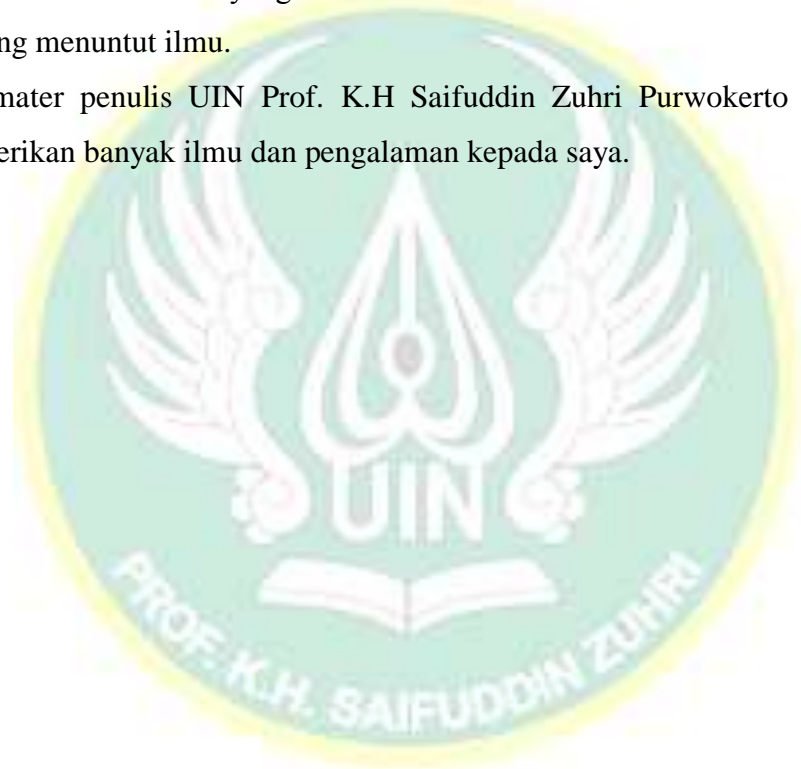 ng menuntut ilmu.
mater penulis UIN Prof. K.H Saifuddin Zuhri Purwokerto
erikan banyak ilmu dan pengalaman kepada saya.
UIN
PROF. K.H. SAIFUDDIN ZUHRI